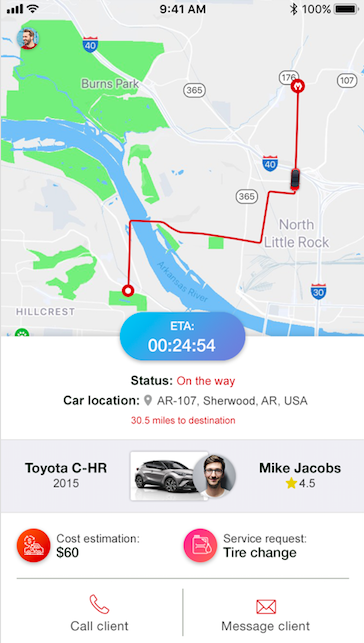 9:41 AM
100%
40
Burns Park
365
176
107
40
365
North
Little Rock
Arkansas River
30
HILLCREST
ETA:
00:24:54
Status: On the way
Car location: AR-107, Sherwood, AR, USA
30.5 miles to destination
Toyota C-HR
2015
Mike Jacobs
4.5
Cost estimation:
$60
Service request:
Tire change
Call client
Message client